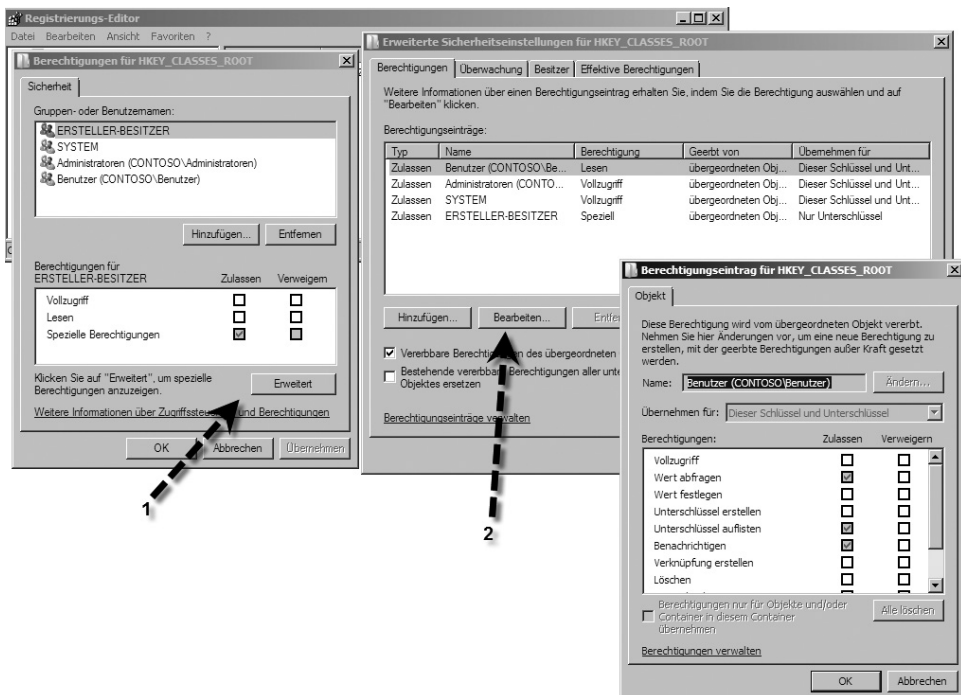 Registrierungs-Editor
Datei Bearbeiten Ansicht Favoriten ?
Berechtigungen für HKEY_CLASSES_ROOT
Sicherheit
Gruppen- oder Benutzernamen:
ERSTELLER-BESITZER
SYSTEM
Administratoren (CONTOSO\Administratoren)
Benutzer (CONTOSO\Benutzer)
Hinzufügen... Entfernen
Berechtigungen für
ERSTELLER-BESITZER Zulassen Verweigern
Vollzugriff
Lesen
Spezielle Berechtigungen
Klicken Sie auf "Erweitert", um spezielle
Berechtigungen anzuzeigen.
Erweitert
Weitere Informationen über und Berechtigungen
OK Abbrechen Übernehmen
1
Erweiterte Sicherheitseinstellungen für HKEY_CLASSES_ROOT
Berechtigungen Überwachung Besitzer Effektive Berechtigungen
Weitere Informationen über einen Berechtigungseintrag erhalten Sie, indem Sie die Berechtigung auswählen und auf
"Bearbeiten" klicken.
Berechtigungseinträge:
Typ Name Berechtigung Geerbt von Übernehmen für
Zulassen Benutzer (CONTOSO\Be... Lesen übergeordneten Obj... Dieser Schlüssel und Unt...
Zulassen Administratoren (CONTO... Vollzugriff übergeordneten Obj... Dieser Schlüssel und Unt...
Zulassen SYSTEM Vollzugriff übergeordneten Obj... Dieser Schlüssel und Unt...
Zulassen ERSTELLER-BESITZER Speziell übergeordneten Obj... Nur Unterschlüssel
Hinzufügen... Bearbeiten...
Vererbbare des übergeordneten
Bestehende Berechtigungen aller
Objektes ersetzen
Berechtigungseinträge verwalten
2
Berechtigungseintrag für HKEY_CLASSES_ROOT
Objekt
Diese Berechtigung wird vom übergeordneten Objekt vererbt.
Nehmen Sie hier Änderungen vor, um eine neue Berechtigung zu
erstellen, mit der geerbte Berechtigungen außer Kraft gesetzt
werden.
Name: Benutzer (CONTOSO\Benutzer) Ändern...
Übernehmen für: Dieser Schlüssel und Unterschlüssel
Berechtigungen: Zulassen Verweigern
Vollzugriff
Wert abfragen
Wert festlegen
Unterschlüssel erstellen
Unterschlüssel auflisten
Benachrichtigen
Verknüpfung erstellen
Löschen
Berechtigungen nur für Objekte und/oder
Container in diesem Container
übernehmen
Alle löschen
Berechtigungen verwalten
OK Abbrechen